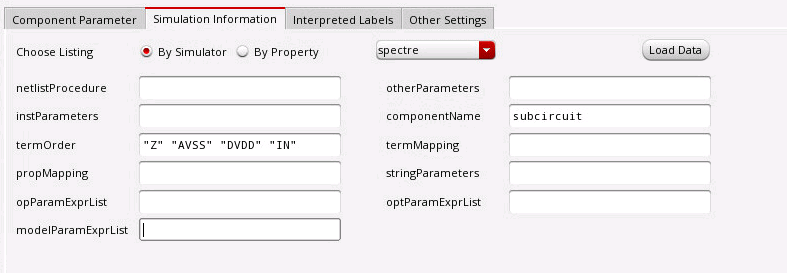 Component Parameter Simulation Information Interpreted Labels Other Settings
Choose Listing By Simulator By Property spectre Load Data
netlistProcedure otherParameters
instParameters componentName subcircuit
termOrder "Z" "AVSS" "DVDD" "IN" termMapping
propMapping stringParameters
opParamExprList optParamExprList
modelParamExprList